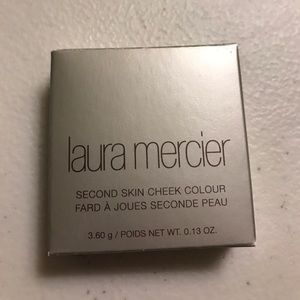 laura mercier
SECOND SKIN CHEEK COLOUR
FARD À JOUES SECONDE PEAU
3.60 g / POIDS NET WT. 0.13 OZ.